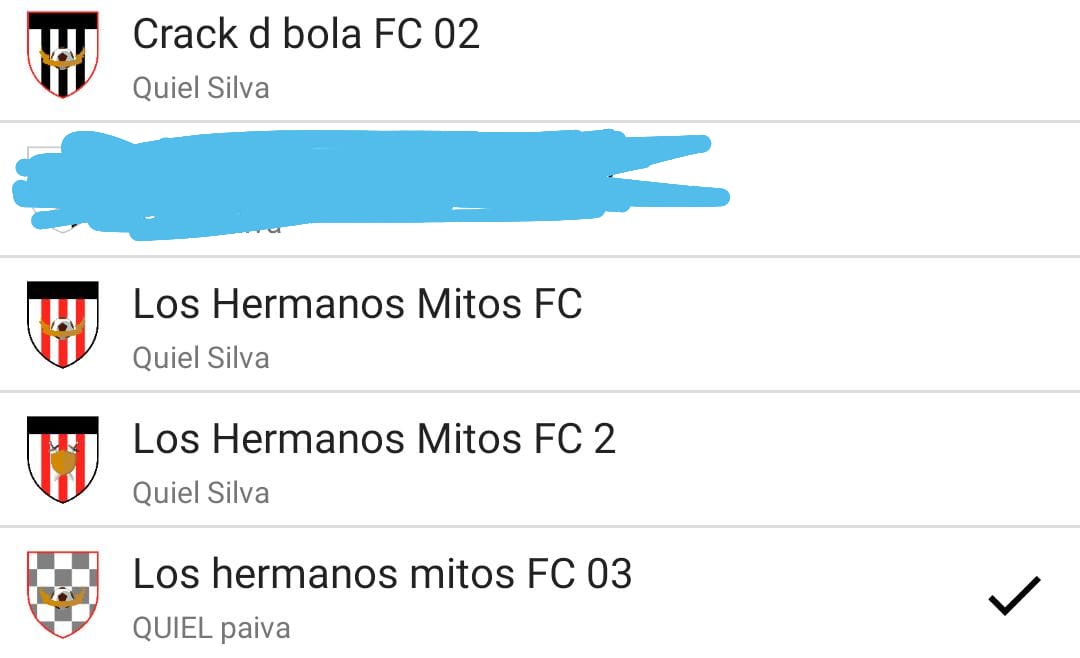 Crack d bola FC 02
Quiel Silva
Los Hermanos Mitos FC
Quiel Silva
Los Hermanos Mitos FC 2
Quiel Silva
Los hermanos mitos FC 03
QUIEL paiva